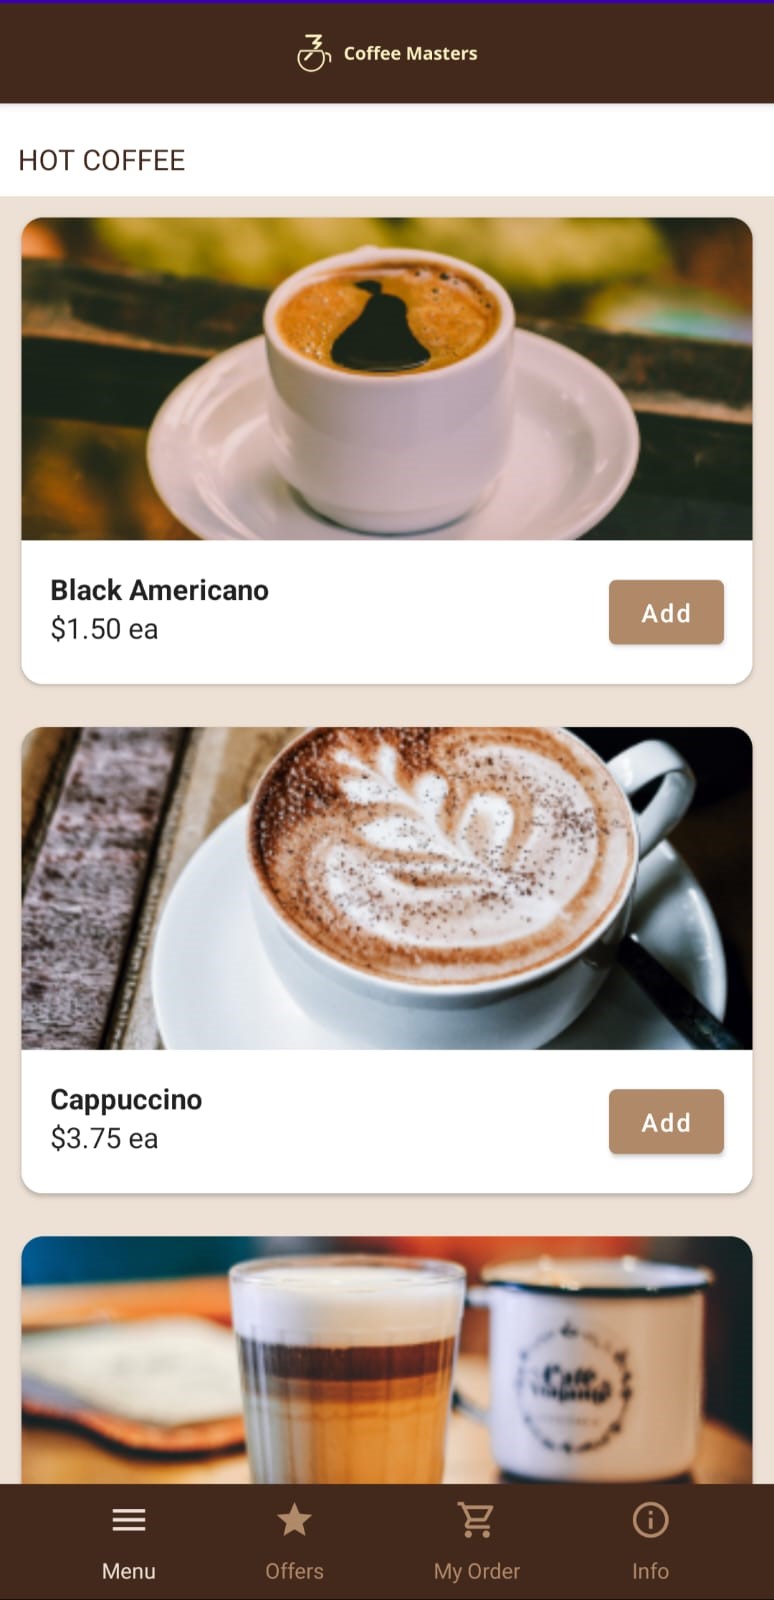 Coffee Masters
HOT COFFEE
Black Americano
$1.50 ea
Add
Cappuccino
$3.75 ea
Add
Menu
Offers
My Order
Info